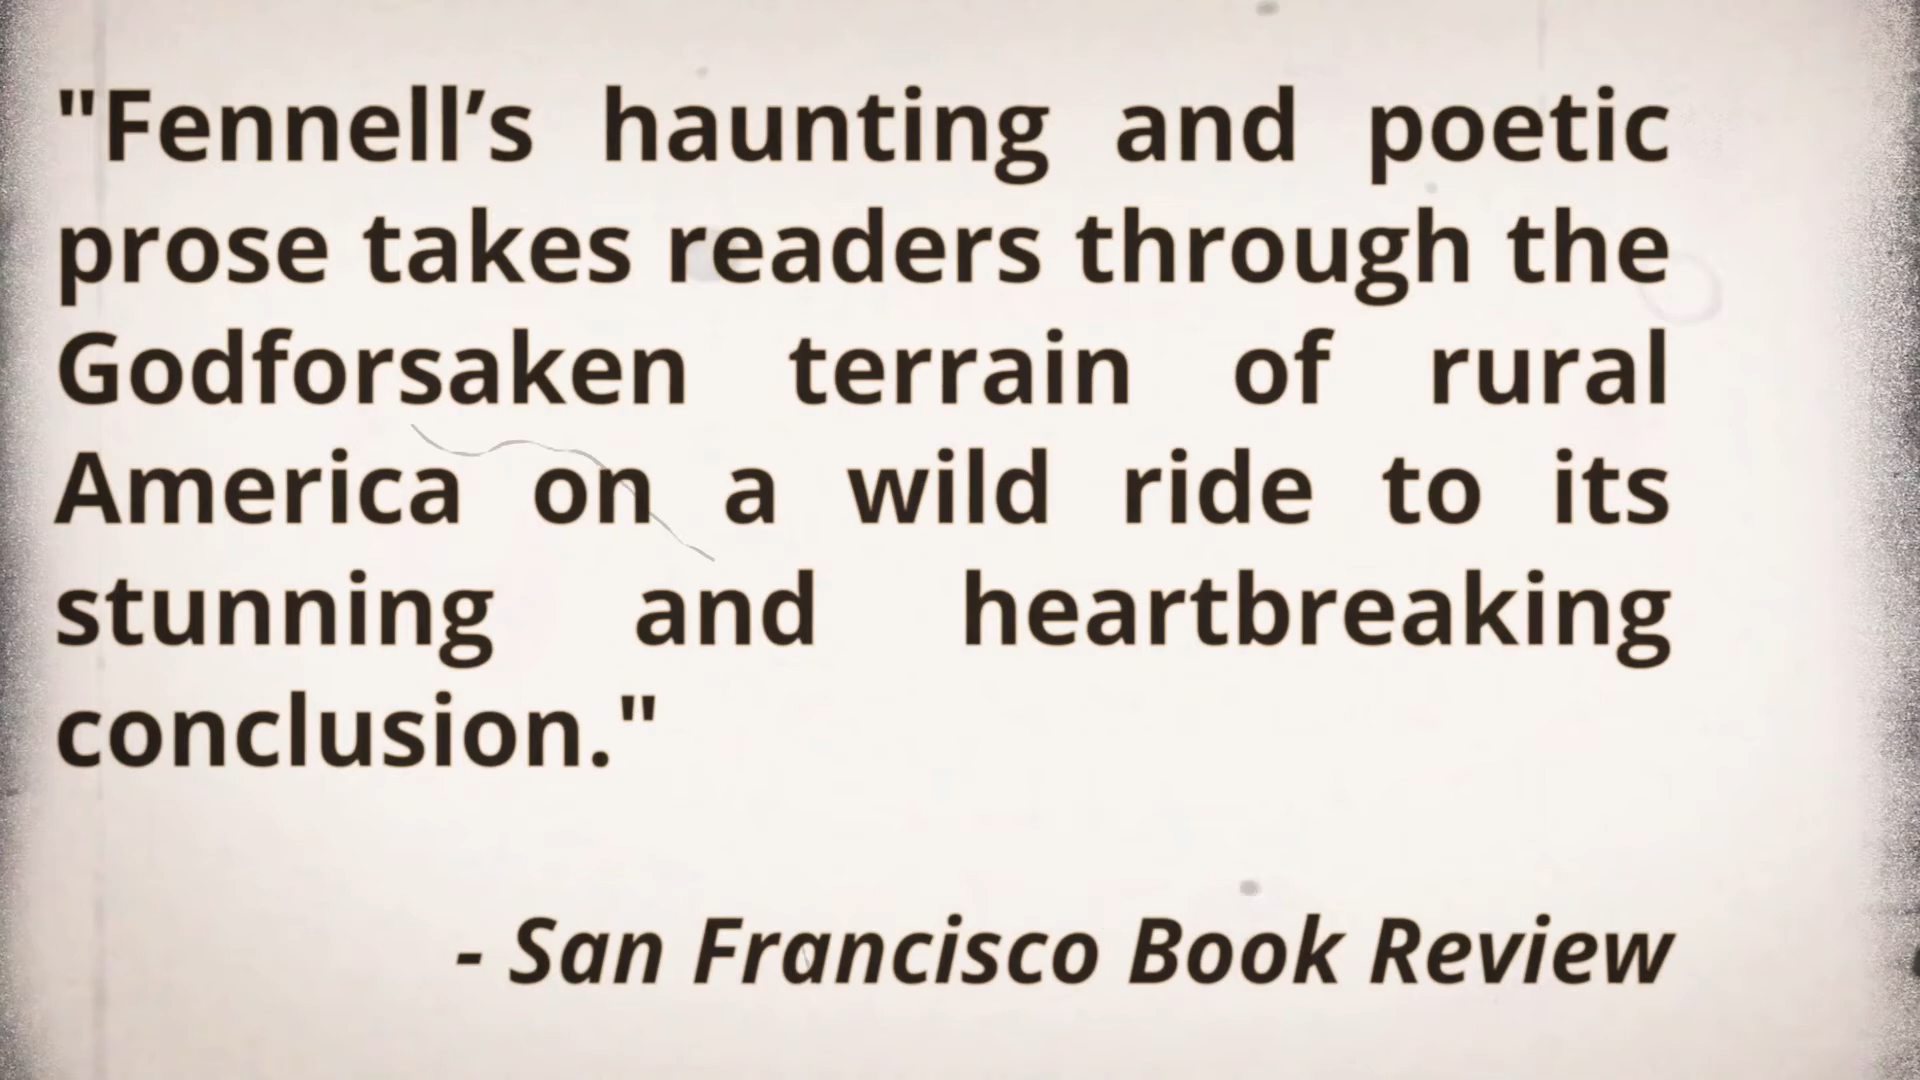 "Fennell’s haunting and poetic
prose takes readers through the
Godforsaken terrain of rural
America on a wild ride to its
stunning and heartbreaking
conclusion."
- San Francisco Book Review